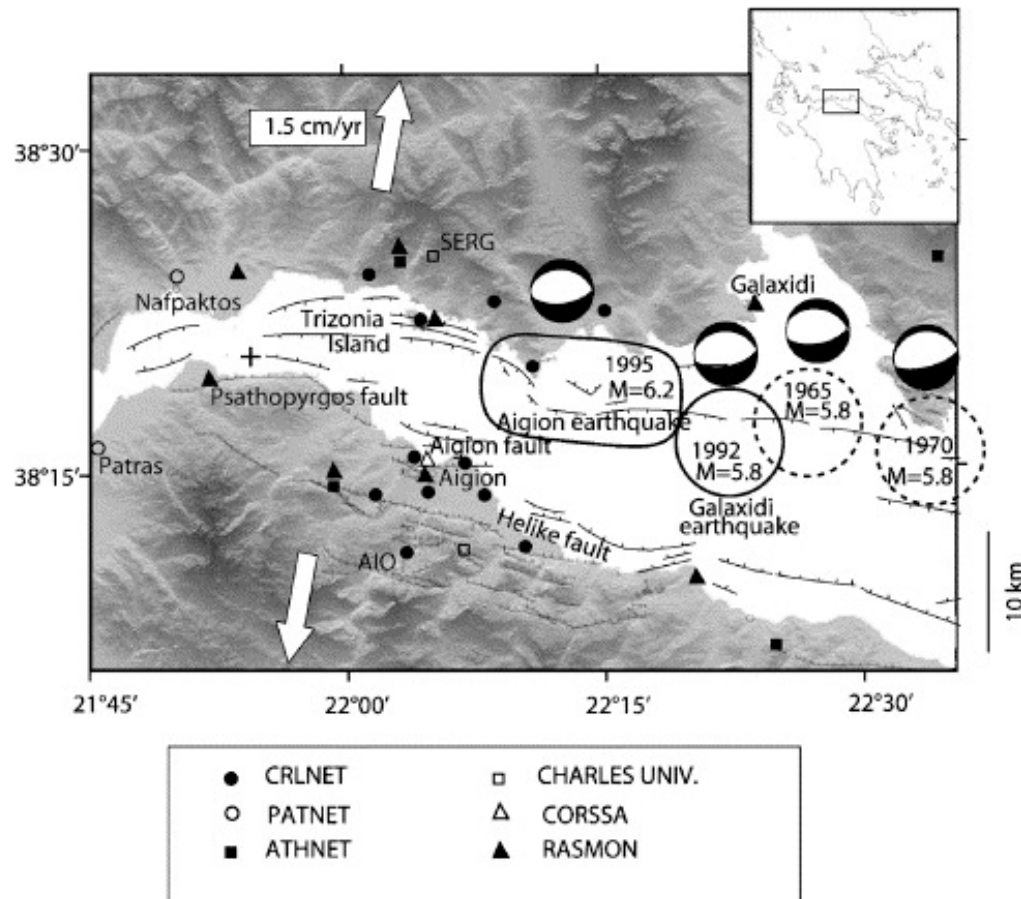 1.5 cm/yr
38°30'
SERG
Nafpaktos
Galaxidi
Trizonia
Island
1995
M=6.2
1965
M=5.8
Psathopyrgos fault
Aigion earthquake
Aigion fault
1970
M=5.8
Patras
38°15'
Aigion
1992
M=5.8
Galaxidi
earthquake
Helike fault
AIO
10 km
21°45'
22°00'
22°15'
22°30'
CRLNET
CHARLES UNIV.
PATNET
CORSSA
ATHNET
RASMON